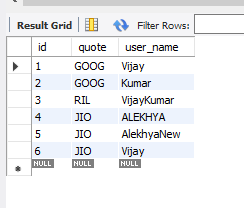 Result Grid Filter Rows:
id quote user_name
1 GOOG Vijay
2 GOOG Kumar
3 RIL VijayKumar
4 JIO ALEKHYA
5 JIO AlekhyaNew
6 JIO Vijay
NULL NULL NULL